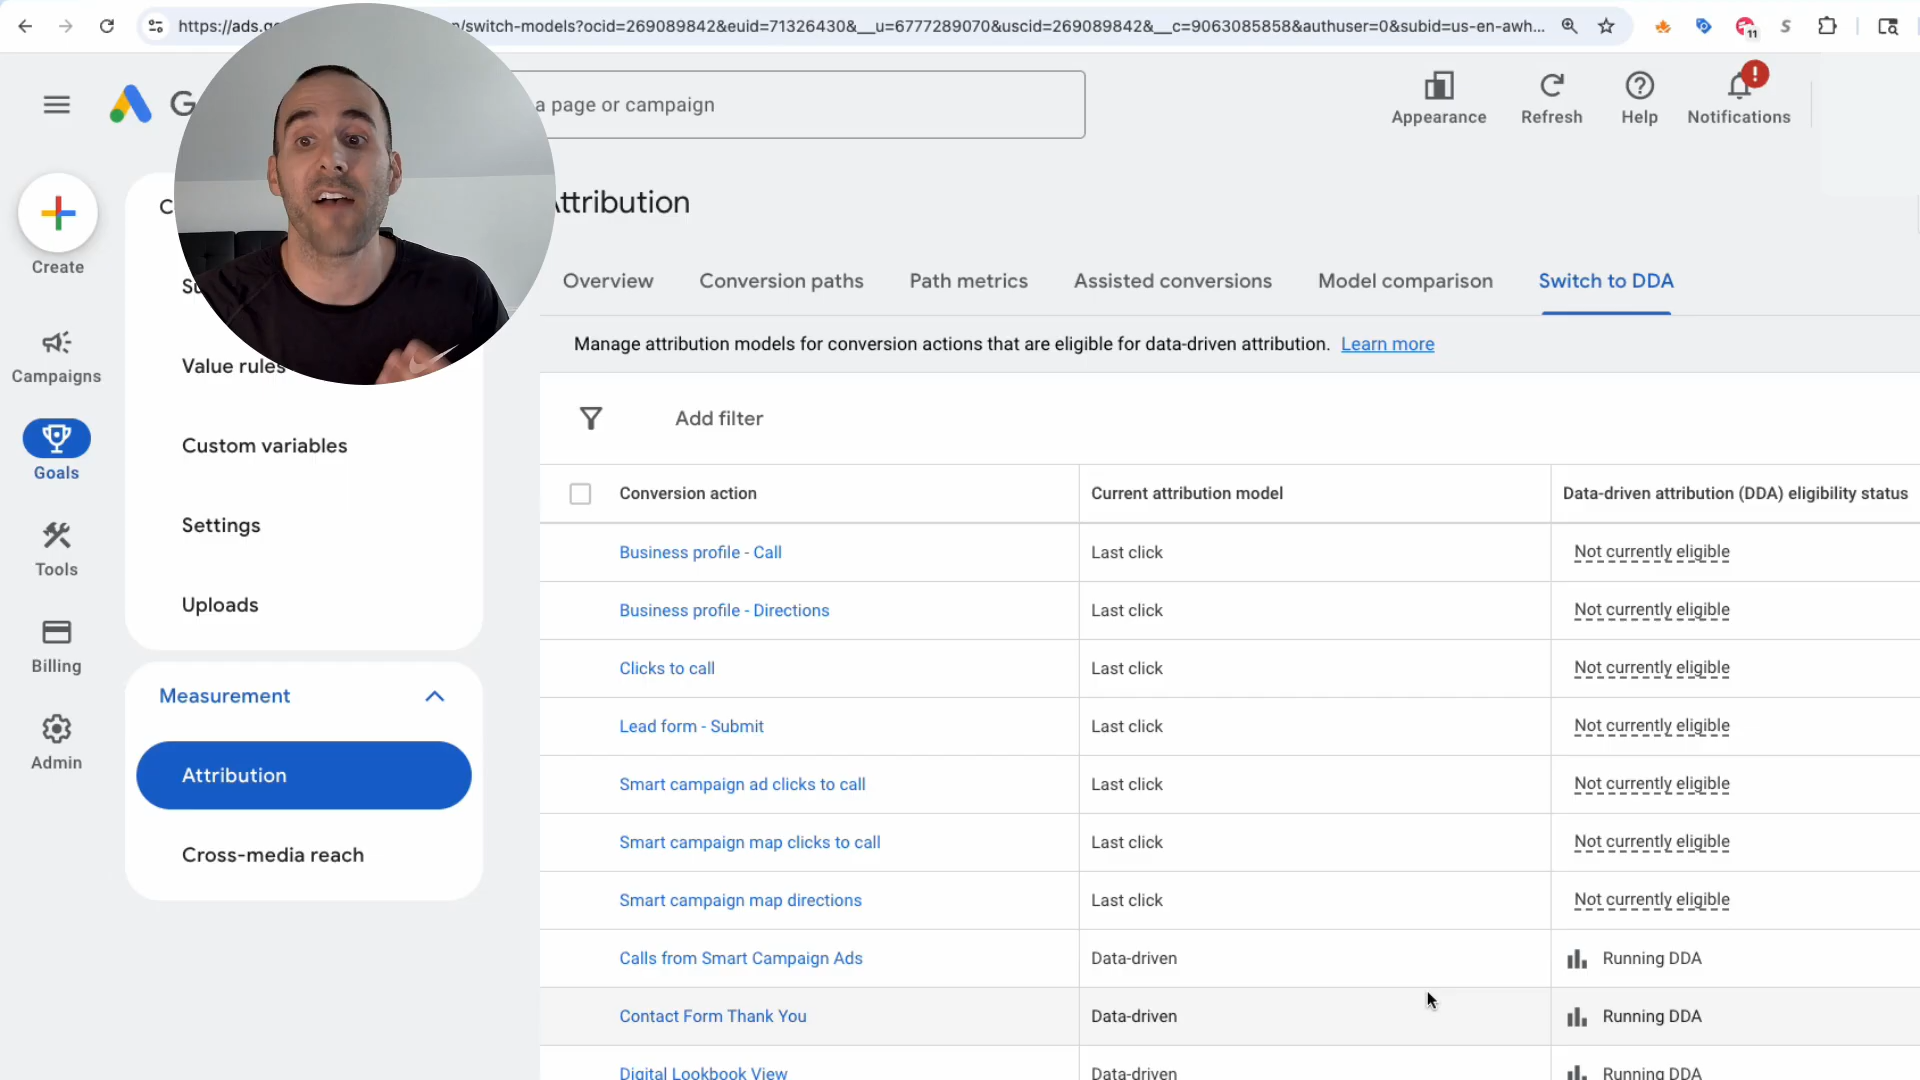 https://ads.go
/switch-models?ocid=269089842&euid=71326430&__u=6777289070&uscid=269089842&__c=9063085858&authuser=0&subid=us-en-awh...
11
S
G
a page or campaign
Appearance
Refresh
Help
!
Notifications
Create
Campaigns
Goals
Tools
Billing
Admin
C
Su
Value rules
Custom variables
Settings
Uploads
Measurement
Attribution
Cross-media reach
Attribution
Overview
Conversion paths
Path metrics
Assisted conversions
Model comparison
Switch to DDA
Manage attribution models for conversion actions that are eligible for data-driven attribution. Learn more
Add filter
Conversion action Current attribution model Data-driven attribution (DDA) eligibility status
Business profile - Call Last click Not currently eligible
Business profile - Directions Last click Not currently eligible
Clicks to call Last click Not currently eligible
Lead form - Submit Last click Not currently eligible
Smart campaign ad clicks to call Last click Not currently eligible
Smart campaign map clicks to call Last click Not currently eligible
Smart campaign map directions Last click Not currently eligible
Calls from Smart Campaign Ads Data-driven Running DDA
Contact Form Thank You Data-driven Running DDA
Digital Lookbook View Data-driven Running DDA